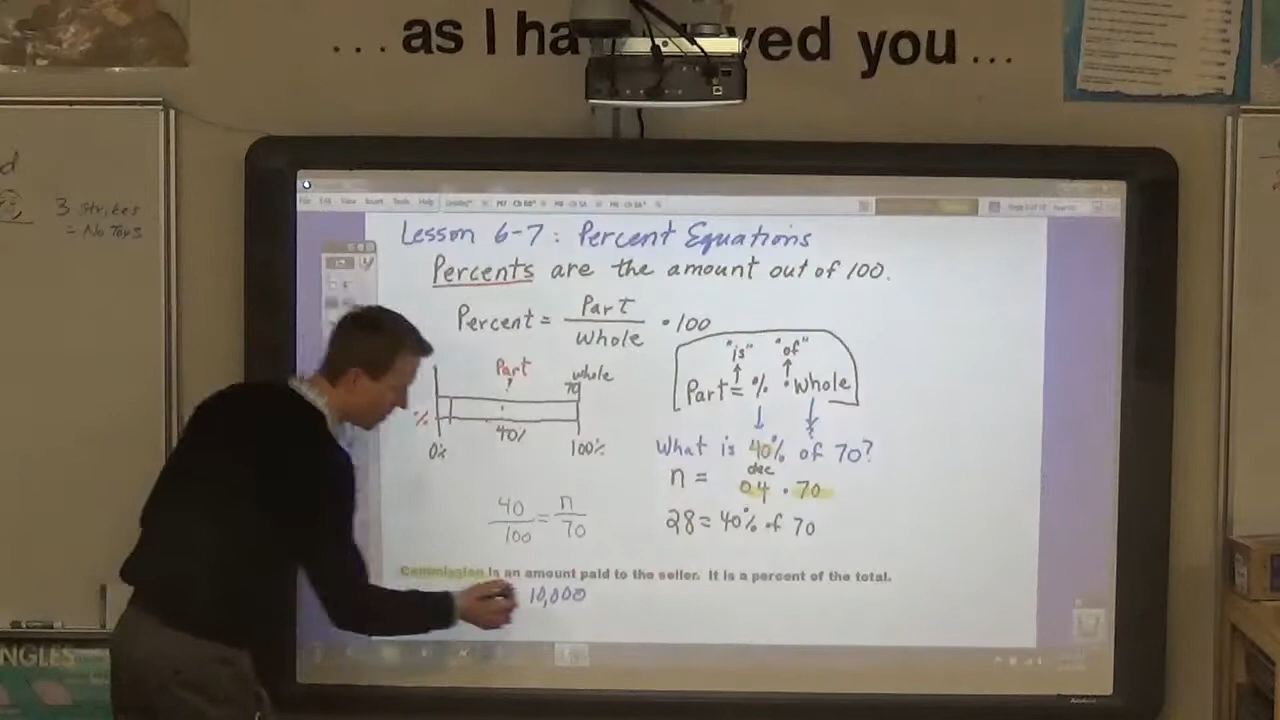 ... as I ha ved you ...
3 Strikes
= No Toys
Lesson 6-7: Percent Equations
Percents are the amount out of 100.
Percent = Part / Whole • 100
"is" "of"
Part = % • Whole
Part
?
whole
70
%
40%
0%
100%
What is 40% of 70?
dec
n = 0.4 • 70
40/100 = n/70
28 = 40% of 70
Commission is an amount paid to the seller. It is a percent of the total.
10,000
NGLES